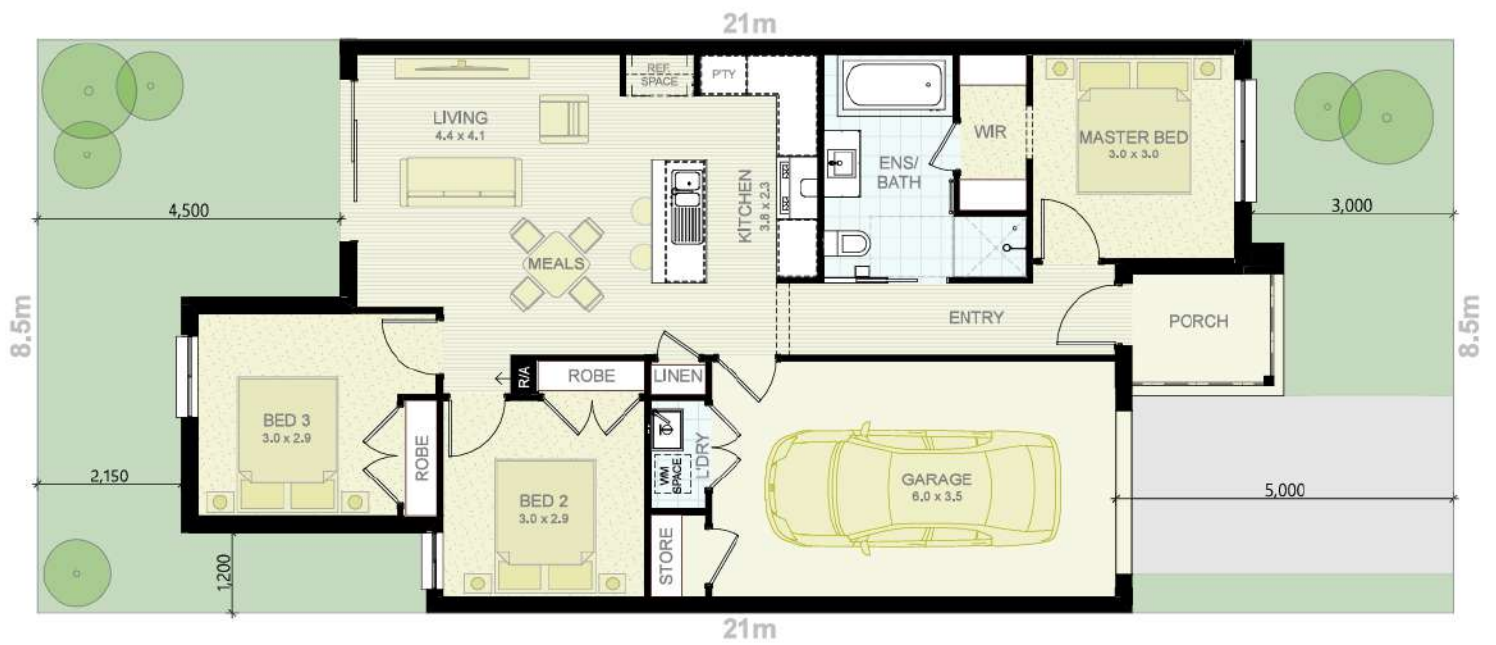 21m
LIVING
4.4 x 4.1
REF.
SPACE
P'TY
KITCHEN
3.8 x 2.3
ENS/
BATH
WIR
MASTER BED
3.0 x 3.0
4,500
3,000
MEALS
8.5m
ENTRY
PORCH
8.5m
R/A
ROBE
LINEN
BED 3
3.0 x 2.9
ROBE
2,150
BED 2
3.0 x 2.9
L'DRY
WM
SPACE
GARAGE
6.0 x 3.5
5,000
STORE
1,200
21m